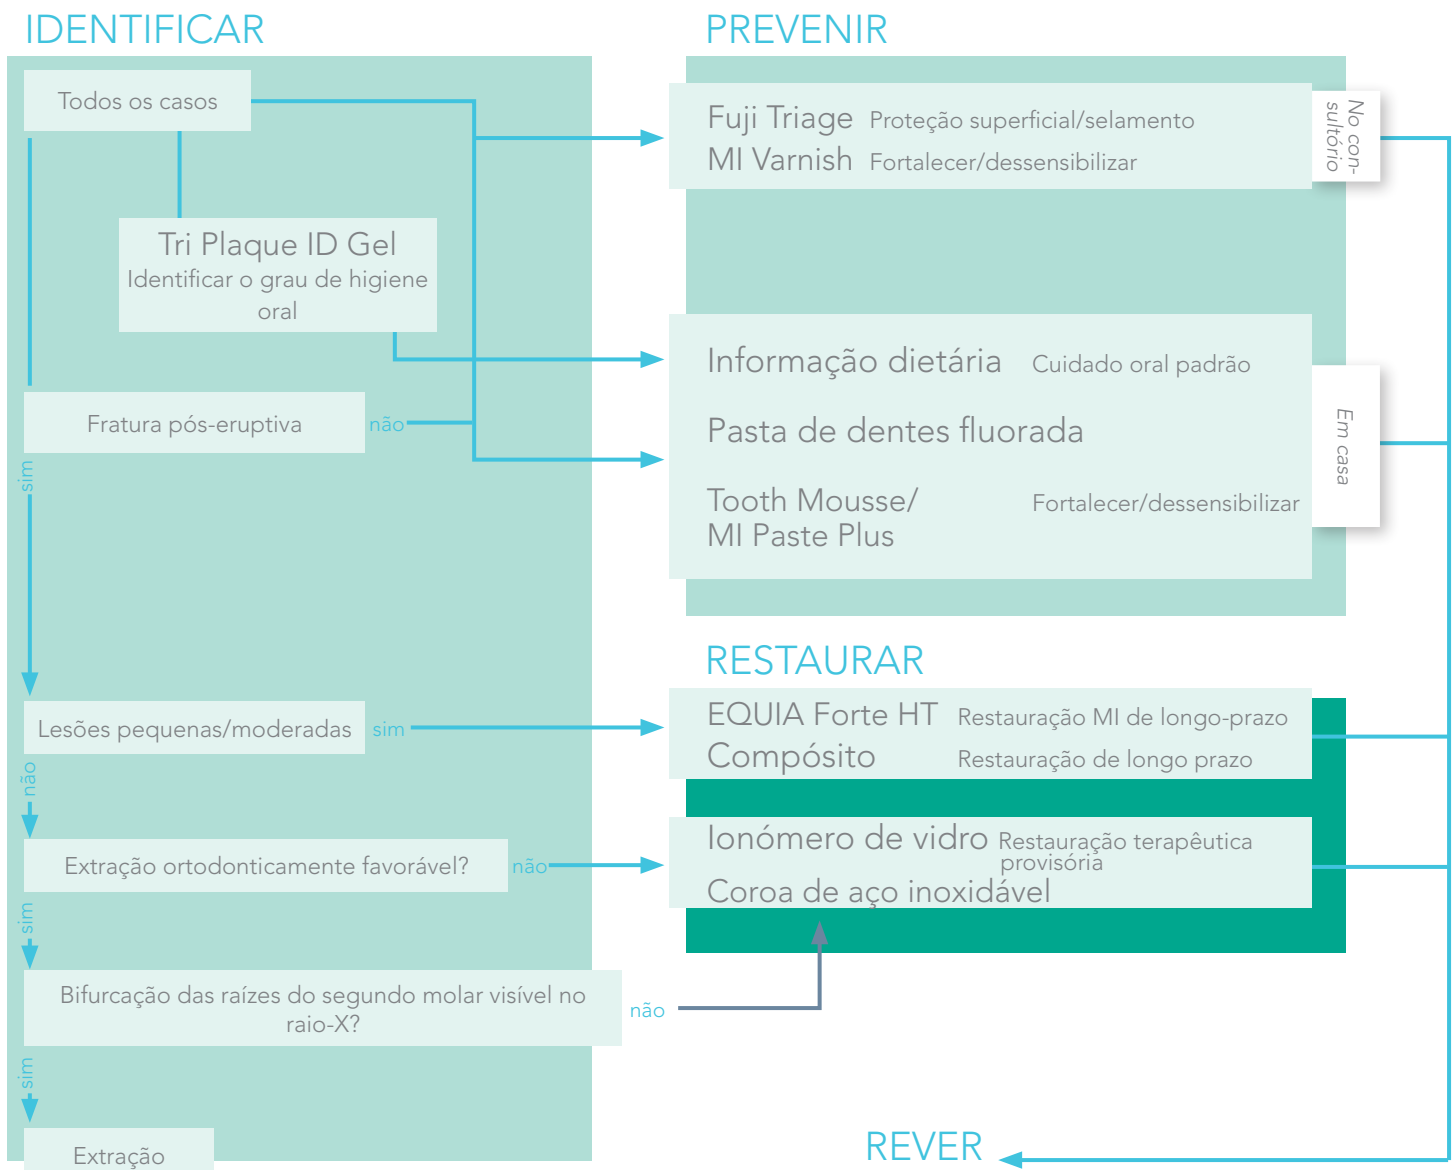 IDENTIFICAR
Todos os casos
Tri Plaque ID Gel
Identificar o grau de higiene
oral
Fratura pós-eruptiva
não
sim
Lesões pequenas/moderadas
sim
não
Extração ortodonticamente favorável?
não
sim
Bifurcação das raízes do segundo molar visível no
raio-X?
não
sim
Extração
PREVENIR
Fuji Triage Proteção superficial/selamento
MI Varnish Fortalecer/dessensibilizar
No con-
sultório
Informação dietária Cuidado oral padrão
Pasta de dentes fluorada
Tooth Mousse/ Fortalecer/dessensibilizar
MI Paste Plus
Em casa
RESTAURAR
EQUIA Forte HT Restauração MI de longo-prazo
Compósito Restauração de longo prazo
Ionómero de vidro Restauração terapêutica
provisória
Coroa de aço inoxidável
REVER